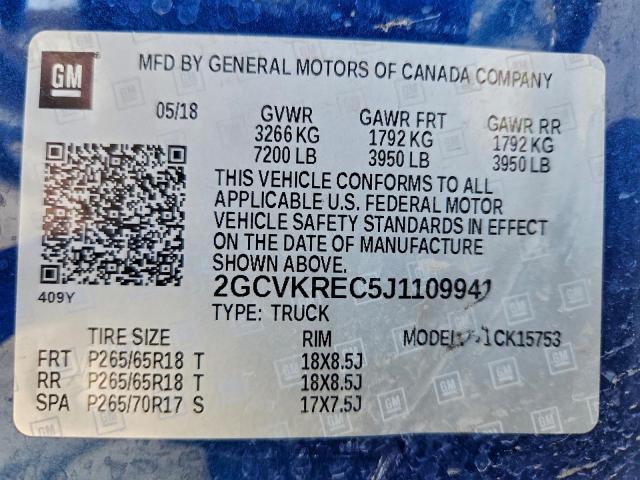 GM
MFD BY GENERAL MOTORS OF CANADA COMPANY
05/18 GVWR GAWR FRT GAWR RR
3266 KG 1792 KG 1792 KG
7200 LB 3950 LB 3950 LB
THIS VEHICLE CONFORMS TO ALL
APPLICABLE U.S. FEDERAL MOTOR
VEHICLE SAFETY STANDARDS IN EFFECT
ON THE DATE OF MANUFACTURE
SHOWN ABOVE.
409Y
2GCVKREC5J1109941
TYPE: TRUCK
TIRE SIZE RIM MODEL: CK15753
FRT P265/65R18 T 18X8.5J
RR P265/65R18 T 18X8.5J
SPA P265/70R17 S 17X7.5J